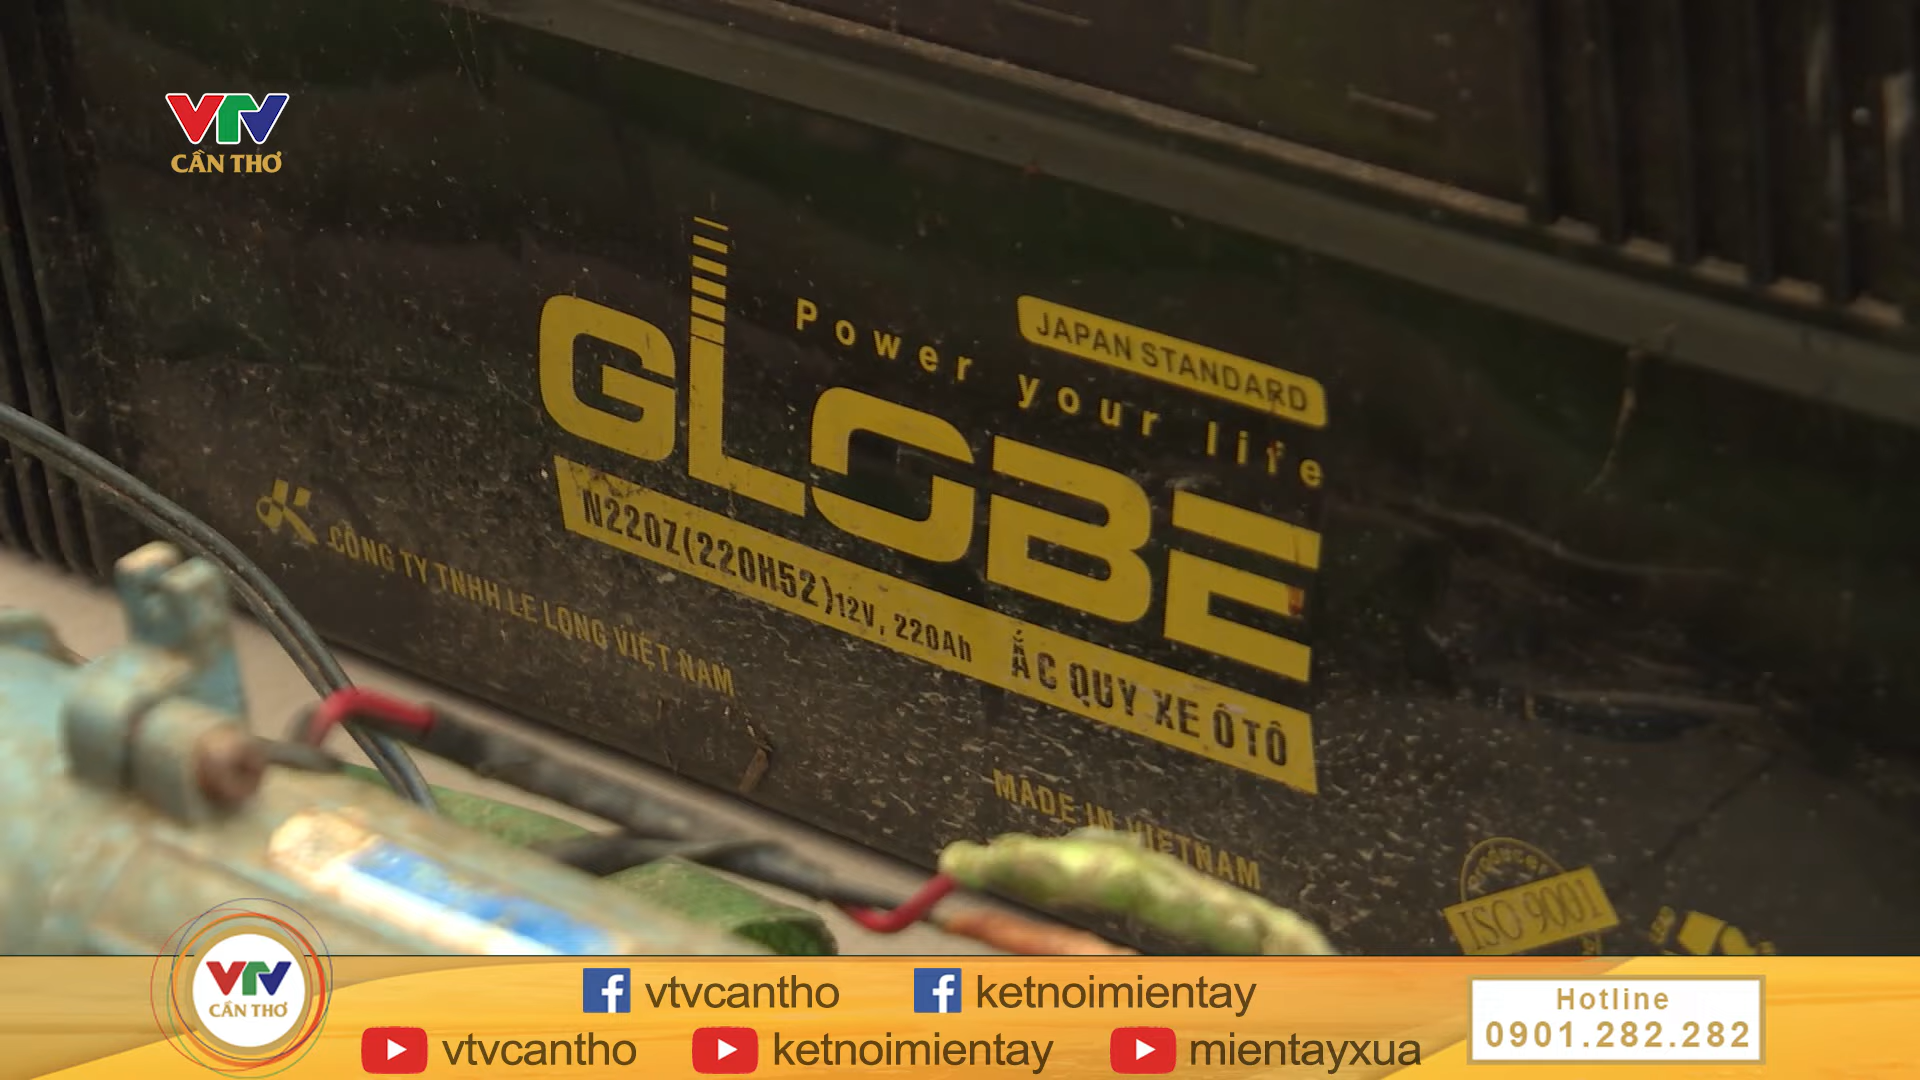 VTV
CẦN THƠ
JAPAN STANDARD
Power your life
GLOBE
N220Z(220H52)12V, 220Ah ẮC QUY XE Ô TÔ
CÔNG TY TNHH LE LONG VIỆT NAM
MADE IN VIETNAM
Producer
ISO 9001
VTV
CẦN THƠ
vtvcantho
ketnoimientay
vtvcantho
ketnoimientay
mientayxua
Hotline
0901.282.282